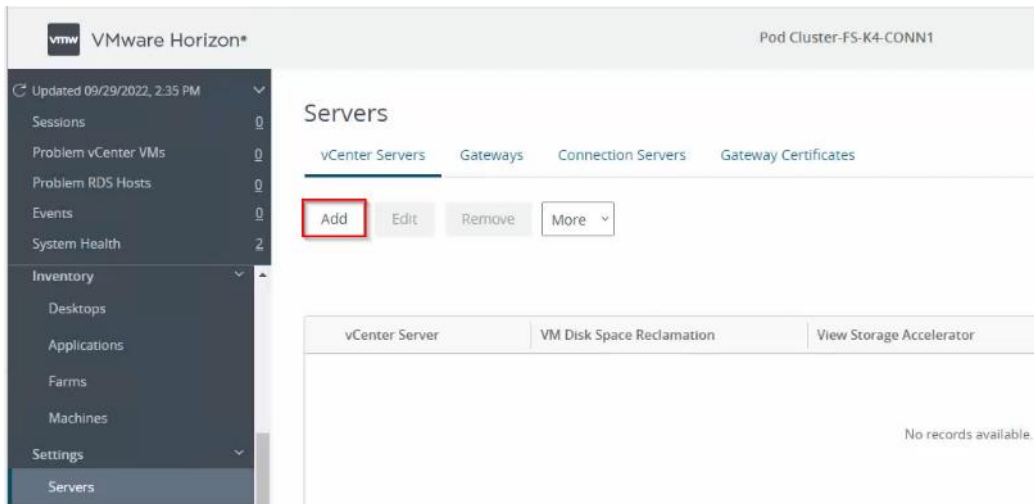 vmw VMware Horizon® Pod Cluster-FS-K4-CONN1
Updated 09/29/2022, 2:35 PM
Sessions 0
Problem vCenter VMs 0
Problem RDS Hosts 0
Events 0
System Health 2
Inventory
Desktops
Applications
Farms
Machines
Settings
Servers
Servers
vCenter Servers Gateways Connection Servers Gateway Certificates
Add Edit Remove More
vCenter Server VM Disk Space Reclamation View Storage Accelerator
No records available.